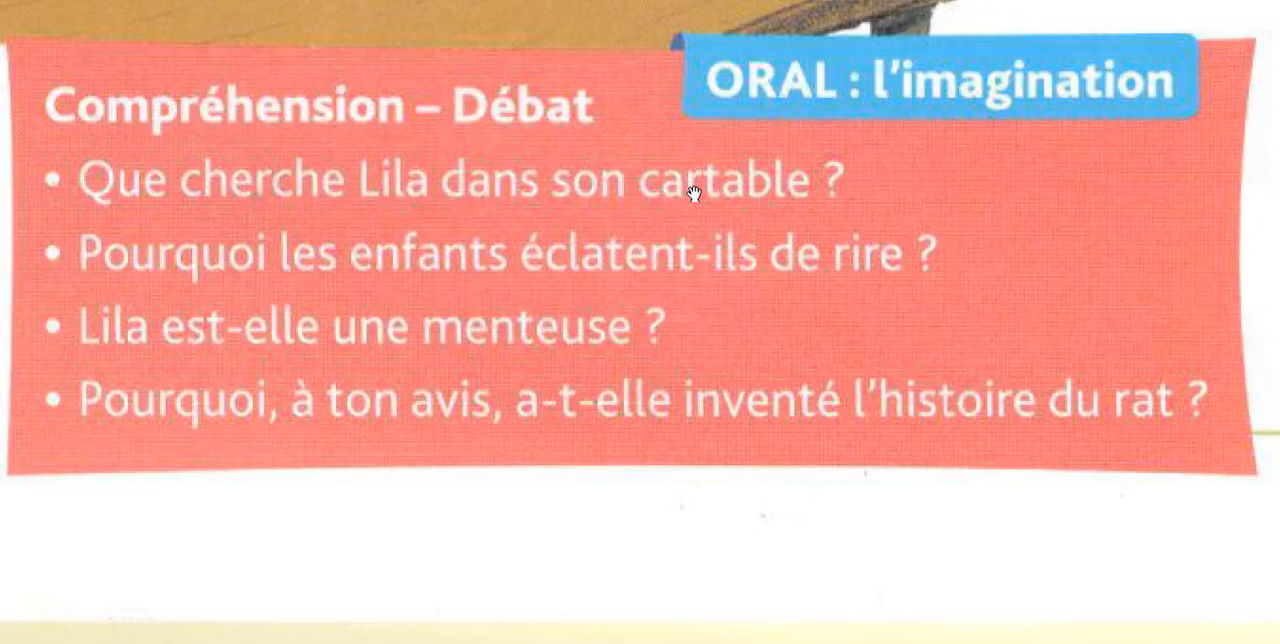 ORAL : l'imagination
Compréhension – Débat
• Que cherche Lila dans son cartable ?
• Pourquoi les enfants éclatent-ils de rire ?
• Lila est-elle une menteuse ?
• Pourquoi, à ton avis, a-t-elle inventé l'histoire du rat ?